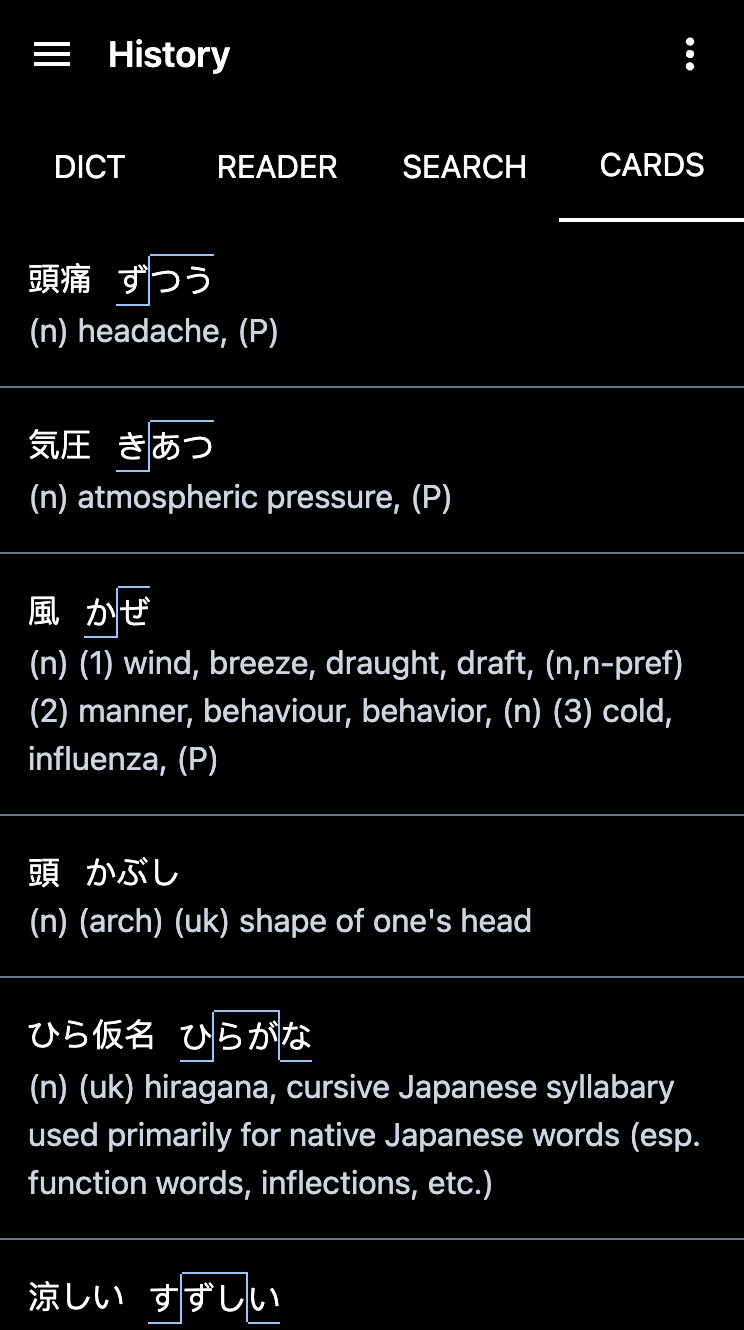 History
DICT READER SEARCH CARDS
頭痛 ずつう
(n) headache, (P)
気圧 きあつ
(n) atmospheric pressure, (P)
風 かぜ
(n) (1) wind, breeze, draught, draft, (n,n-pref)
(2) manner, behaviour, behavior, (n) (3) cold,
influenza, (P)
頭 かぶし
(n) (arch) (uk) shape of one's head
ひら仮名 ひらがな
(n) (uk) hiragana, cursive Japanese syllabary
used primarily for native Japanese words (esp.
function words, inflections, etc.)
涼しい すずしい